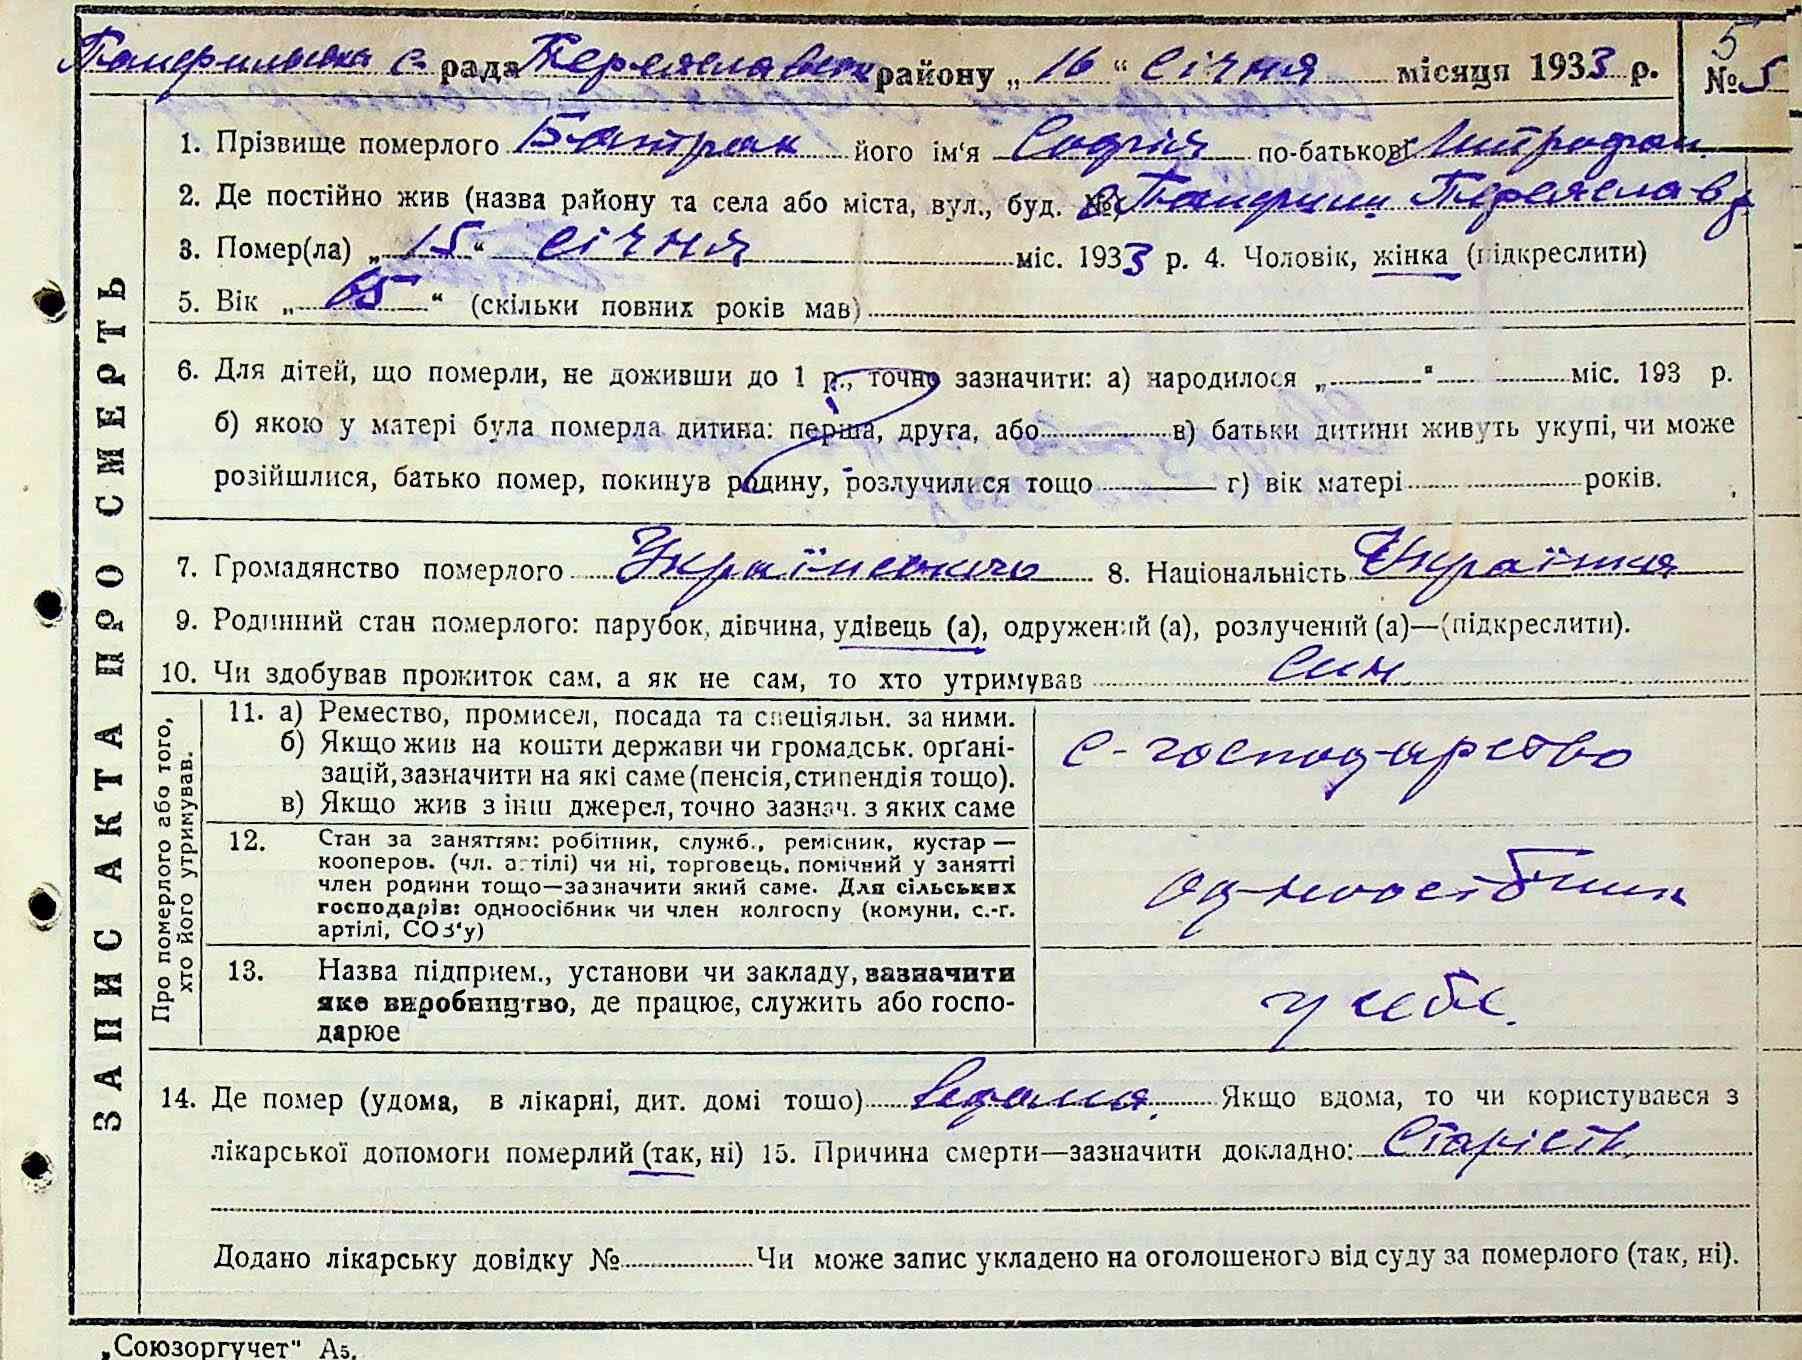 Памфильська с. рада Переяславськ району „ 16 “ січня місяця 1933 р.
5
№ 5
ЗАПИС АКТА ПРО СМЕРТЬ
1. Прізвище померлого Батрак його ім'я Софія по-батькові Митрофан.
2. Де постійно жив (назва району та села або міста, вул., буд. № Памфили Переяслав р
3. Помер(ла) „ 15 “ січня міс. 1933 р. 4. Чоловік, жінка (підкреслити)
5. Вік „ 65 “ (скільки повних років мав)
6. Для дітей, що померли, не доживши до 1 р., точно зазначити: а) народилося „ “ міс. 193 р.
б) якою у матері була померла дитина: перша, друга, або в) батьки дитини живуть укупі, чи може
розійшлися, батько помер, покинув родину, розлучилися тощо г) вік матері років.
7. Громадянство померлого Українського 8. Національність Україн
9. Родинний стан померлого: парубок, дівчина, удівець (а), одружений (а), розлучений (а)—(підкреслити).
10. Чи здобував прожиток сам, а як не сам, то хто утримував син
Про померлого або того,
хто його утримував.
11. а) Ремество, промисел, посада та спеціяльн. за ними.
б) Якщо жив на кошти держави чи громадськ. орґані-
зацій, зазначити на які саме (пенсія, стипендія тощо).
в) Якщо жив з інш джерел, точно зазнач. з яких саме
с-господарство
12. Стан за заняттям: робітник, служб., ремісник, кустар —
кооперов. (чл. артілі) чи ні, торговець, помічний у занятті
член родини тощо—зазначити який саме. Для сільських
господарів: одноосібник чи член колгоспу (комуни, с.-г.
артілі, СОЗ'у)
одноосібник
13. Назва підприєм., установи чи закладу, зазначити
яке виробництво, де працює, служить або госпо-
дарює
у себе.
14. Де помер (удома, в лікарні, дит. домі тошо) вдома. Якщо вдома, то чи користувався з
лікарської допомоги померлий (так, ні) 15. Причина смерти—зазначити докладно: Старість
Додано лікарську довідку № Чи може запис укладено на оголошеного від суду за померлого (так, ні).
„Союзоргучет" А5.